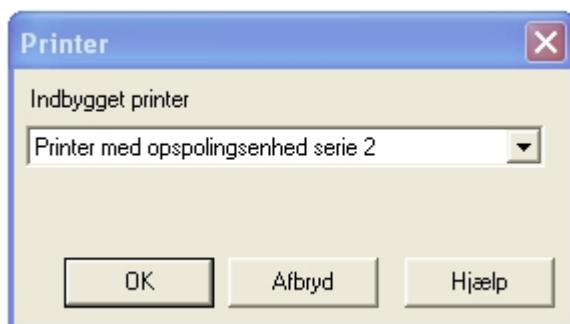 Printer
Indbygget printer
Printer med opspolingsenhed serie 2
OK
Afbryd
Hjælp